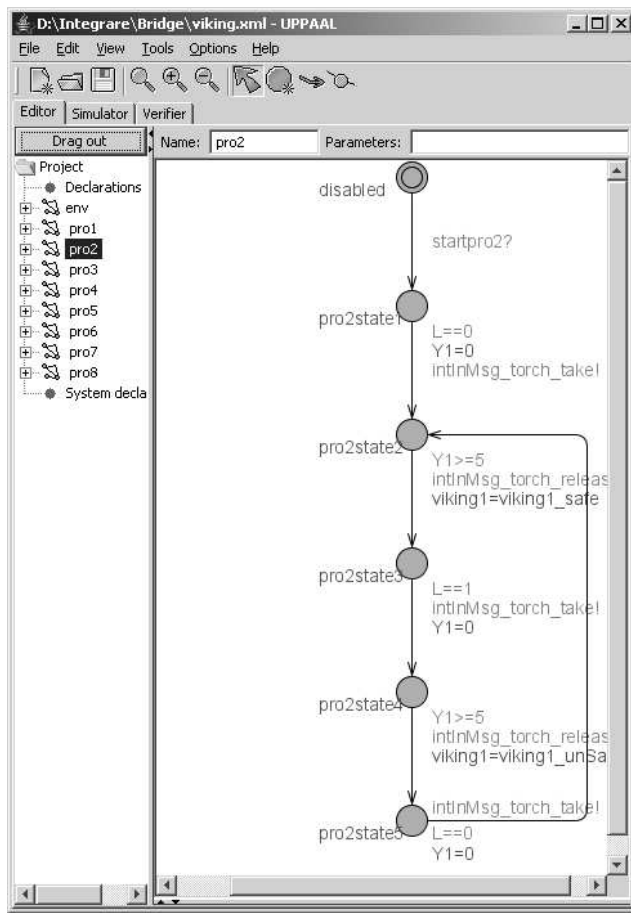 D:\Integrare\Bridge\viking.xml - UPPAAL
File Edit View Tools Options Help
Editor Simulator Verifier
Drag out Name: pro2 Parameters:
Project
Declarations
env
pro1
pro2
pro3
pro4
pro5
pro6
pro7
pro8
System decla
disabled
startpro2?
pro2state1
L==0
Y1=0
intInMsg_torch_take!
pro2state2
Y1>=5
intInMsg_torch_releas
viking1=viking1_safe
pro2state3
L==1
intInMsg_torch_take!
Y1=0
pro2state4
Y1>=5
intInMsg_torch_releas
viking1=viking1_unSa
intInMsg_torch_take!
pro2state5
L==0
Y1=0